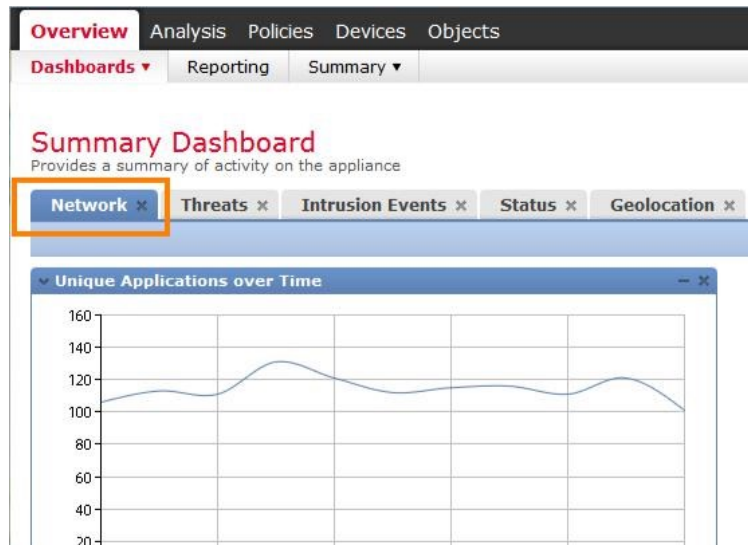 Overview Analysis Policies Devices Objects
Dashboards ▾ Reporting Summary ▾
Summary Dashboard
Provides a summary of activity on the appliance
Network × Threats × Intrusion Events × Status × Geolocation ×
Unique Applications over Time
160
140
120
100
80
60
40
20